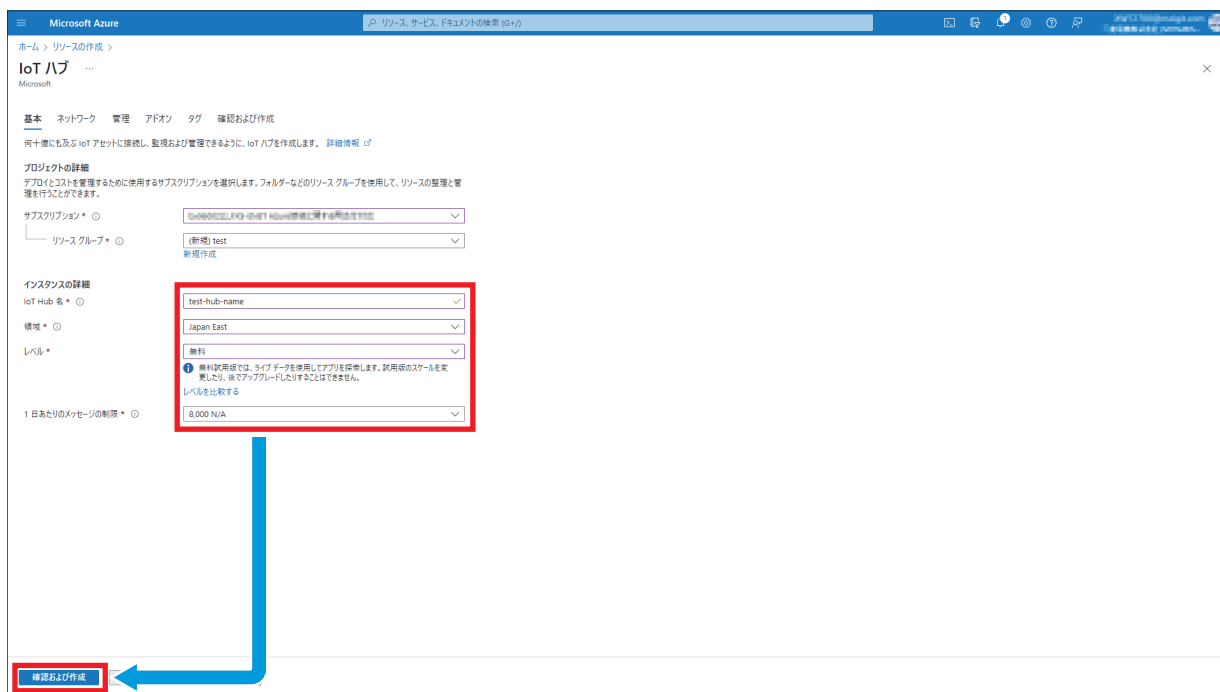 Microsoft Azure
リソース、サービス、ドキュメントの検索 (G+/)
1
ホーム > リソースの作成 >
IoT ハブ …
Microsoft
基本 ネットワーク 管理 アドオン タグ 確認および作成
何十億にも及ぶ IoT アセットに接続し、監視および管理できるように、IoT ハブを作成します。 詳細情報
プロジェクトの詳細
デプロイとコストを管理するために使用するサブスクリプションを選択します。フォルダーなどのリソース グループを使用して、リソースの整理と管
理を行うことができます。
サブスクリプション *
リソース グループ * (新規) test
新規作成
インスタンスの詳細
IoT Hub 名 * test-hub-name
領域 * Japan East
レベル * 無料
無料試用版では、ライブ データを使用してアプリを探索します。試用版のスケールを変
更したり、後でアップグレードしたりすることはできません。
レベルを比較する
1 日あたりのメッセージの制限 * 8,000 N/A
確認および作成